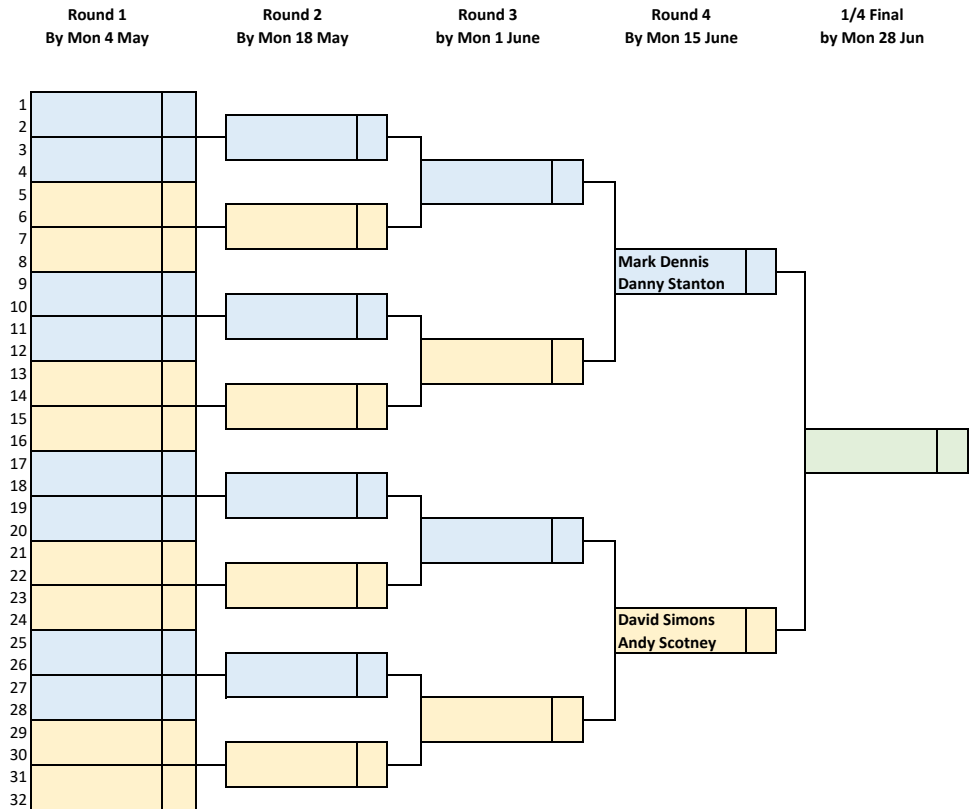 Round 1
By Mon 4 May
Round 2
By Mon 18 May
Round 3
by Mon 1 June
Round 4
By Mon 15 June
1/4 Final
by Mon 28 Jun
1
2
3
4
5
6
7
8
Mark Dennis
9
Danny Stanton
10
11
12
13
14
15
16
17
18
19
20
21
22
23
24
David Simons
25
Andy Scotney
26
27
28
29
30
31
32